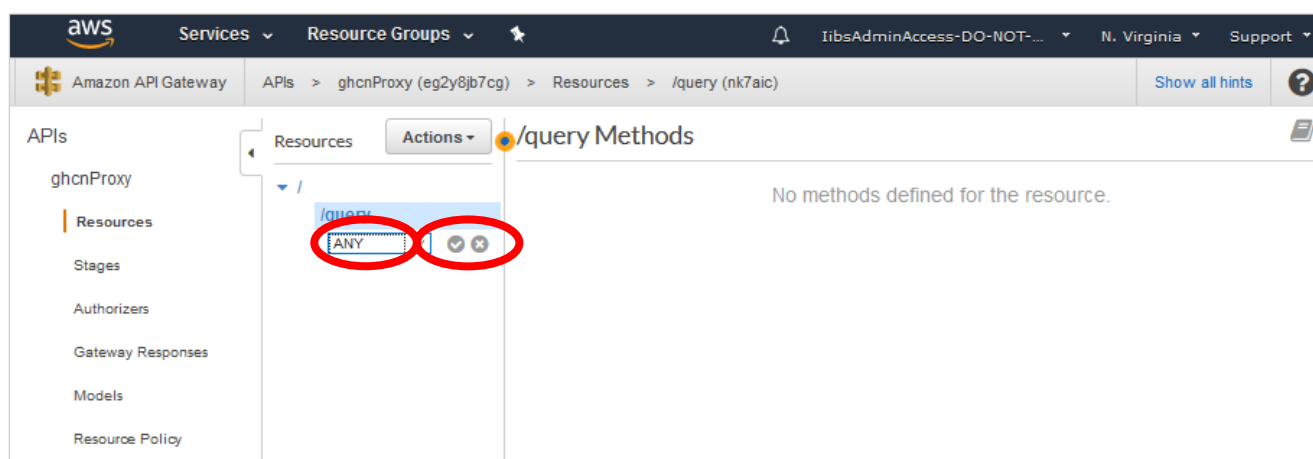 aws Services Resource Groups IibsAdminAccess-DO-NOT-... N. Virginia Support
Amazon API Gateway APIs > ghcnProxy (eg2y8jb7cg) > Resources > /query (nk7aic) Show all hints ?
APIs
Resources Actions /query Methods
ghcnProxy
/
No methods defined for the resource.
/query
Resources
ANY
Stages
Authorizers
Gateway Responses
Models
Resource Policy